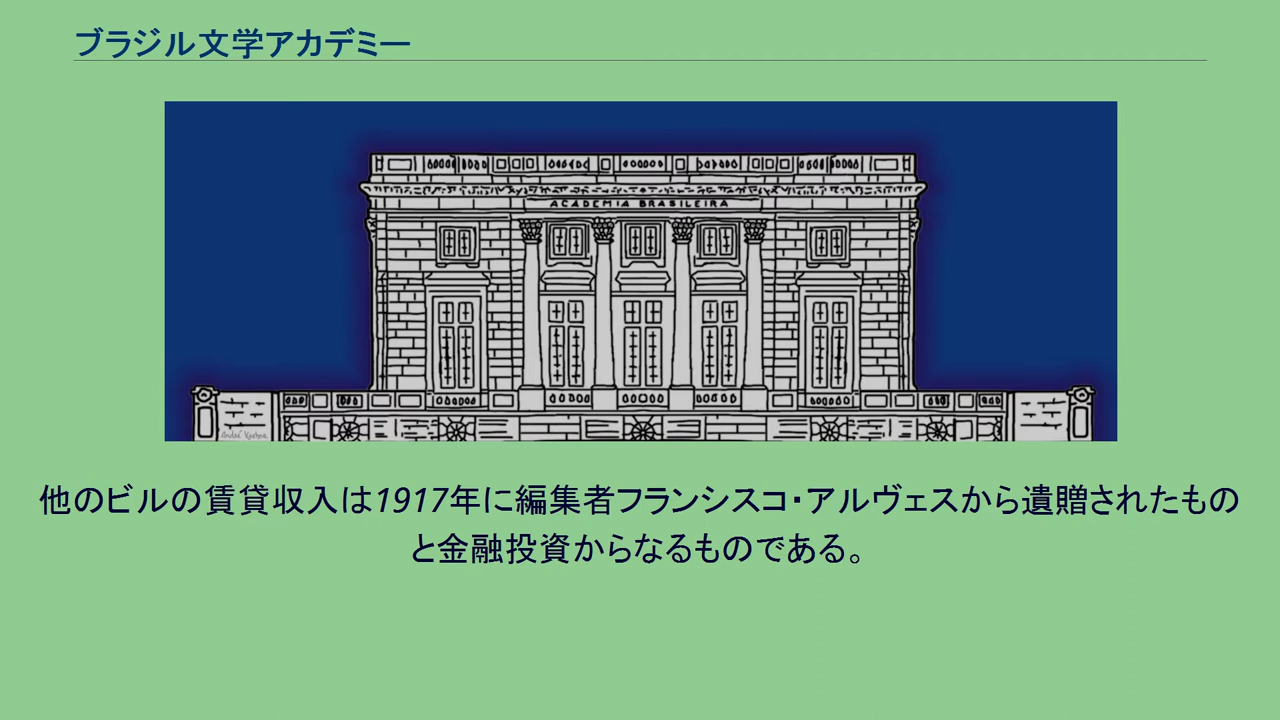 ブラジル文学アカデミー
ACADEMIA BRASILEIRA
André Koehne
他のビルの賃貸収入は1917年に編集者フランシスコ・アルヴェスから遺贈されたもの
と金融投資からなるものである。